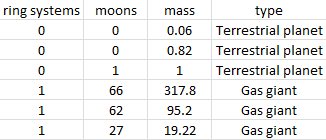 ring systems moons mass type
0 0 0.06 Terrestrial planet
0 0 0.82 Terrestrial planet
0 1 1 Terrestrial planet
1 66 317.8 Gas giant
1 62 95.2 Gas giant
1 27 19.22 Gas giant